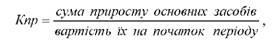 Кпр = сума приросту основних засобів
вартість їх на початок періоду ,